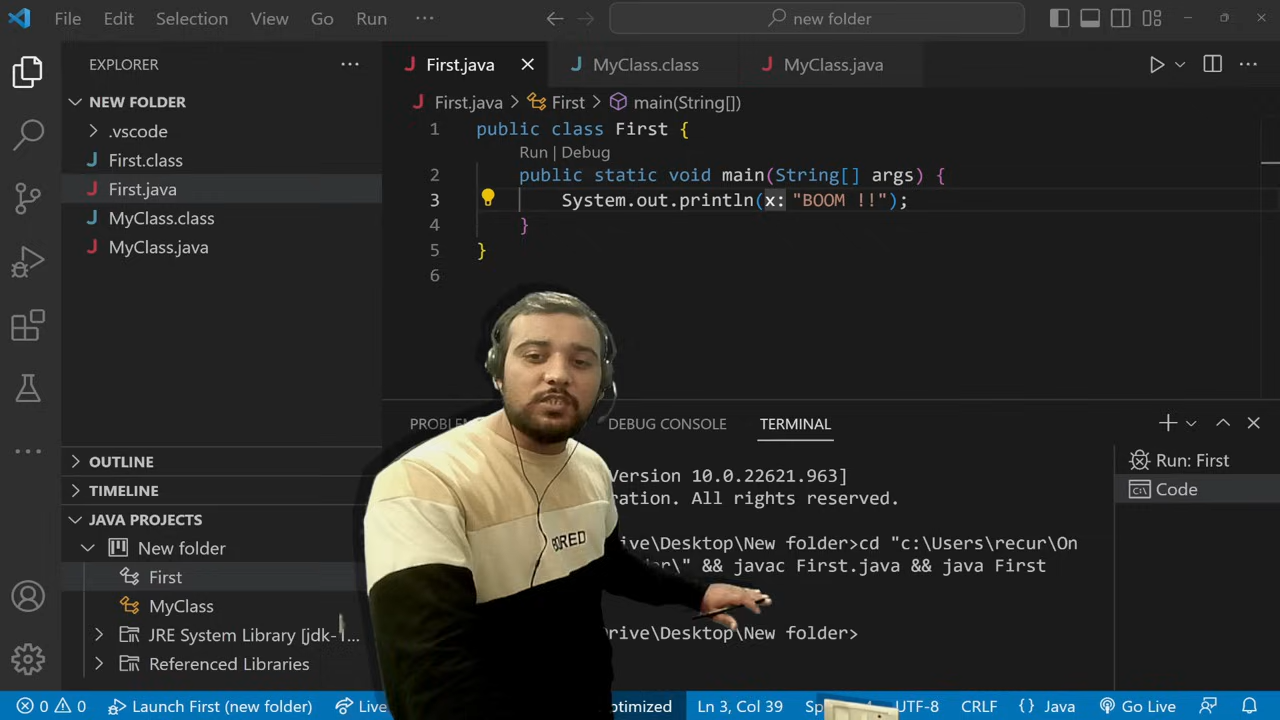 File Edit Selection View Go Run ··· new folder
EXPLORER ···
First.java
MyClass.class
MyClass.java
NEW FOLDER
.vscode
First.class
First.java
MyClass.class
MyClass.java
First.java > First > main(String[])
1 public class First {
Run | Debug
2 public static void main(String[] args) {
3 System.out.println(x: "BOOM !!");
4 }
5 }
6
OUTLINE
TIMELINE
JAVA PROJECTS
New folder
First
MyClass
JRE System Library [jdk-1...
Referenced Libraries
DEBUG CONSOLE TERMINAL
Version 10.0.22621.963]
All rights reserved.
\Desktop\New folder>cd "c:\Users\recur\On
\" && javac First.java && java First
\Desktop\New folder>
Run: First
Code
0 0 Launch First (new folder) Ln 3, Col 39 UTF-8 CRLF {} Java Go Live